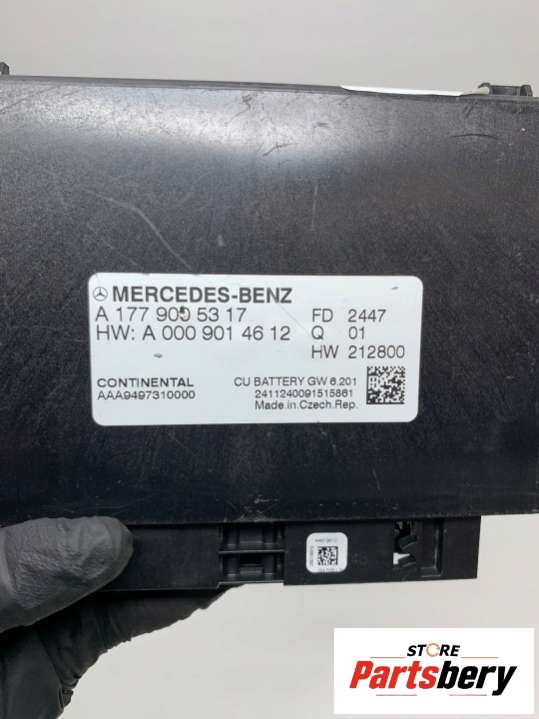 MERCEDES-BENZ
A 177 900 53 17
HW: A 000 901 46 12
FD 2447
Q 01
HW 212800
CONTINENTAL
AAA9497310000
CU BATTERY GW 6.201
2411240091515861
Made.in.Czech.Rep.
STORE
Partsbery